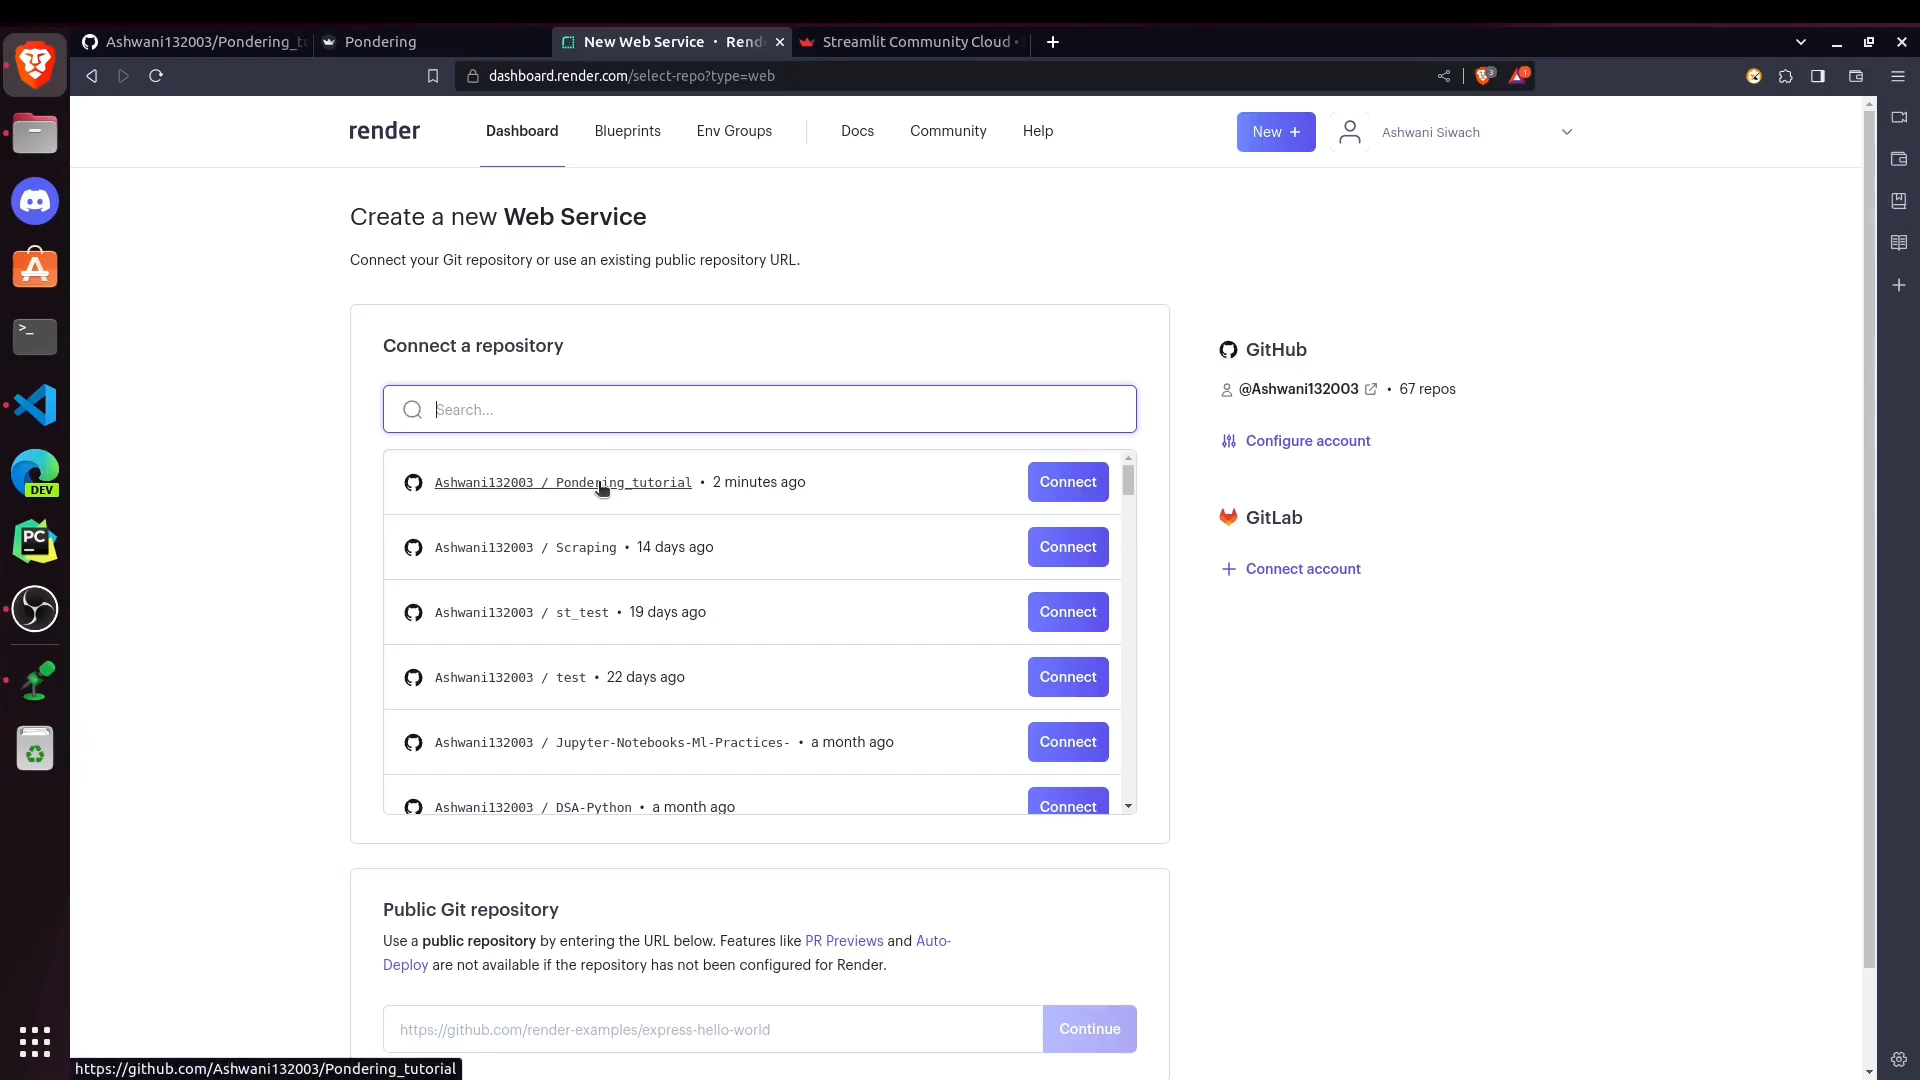 Ashwani132003/Pondering_tu
Pondering
New Web Service · Rend
Streamlit Community Cloud •
dashboard.render.com/select-repo?type=web
3
1
render
Dashboard
Blueprints
Env Groups
Docs
Community
Help
New +
Ashwani Siwach
Create a new Web Service
Connect your Git repository or use an existing public repository URL.
Connect a repository
Search...
Ashwani132003 / Pondering_tutorial • 2 minutes ago
Connect
Ashwani132003 / Scraping • 14 days ago
Connect
Ashwani132003 / st_test • 19 days ago
Connect
Ashwani132003 / test • 22 days ago
Connect
Ashwani132003 / Jupyter-Notebooks-Ml-Practices- • a month ago
Connect
Ashwani132003 / DSA-Python • a month ago
Connect
GitHub
@Ashwani132003 • 67 repos
Configure account
GitLab
Connect account
Public Git repository
Use a public repository by entering the URL below. Features like PR Previews and Auto-
Deploy are not available if the repository has not been configured for Render.
https://github.com/render-examples/express-hello-world
Continue
https://github.com/Ashwani132003/Pondering_tutorial
>_
DEV
PC